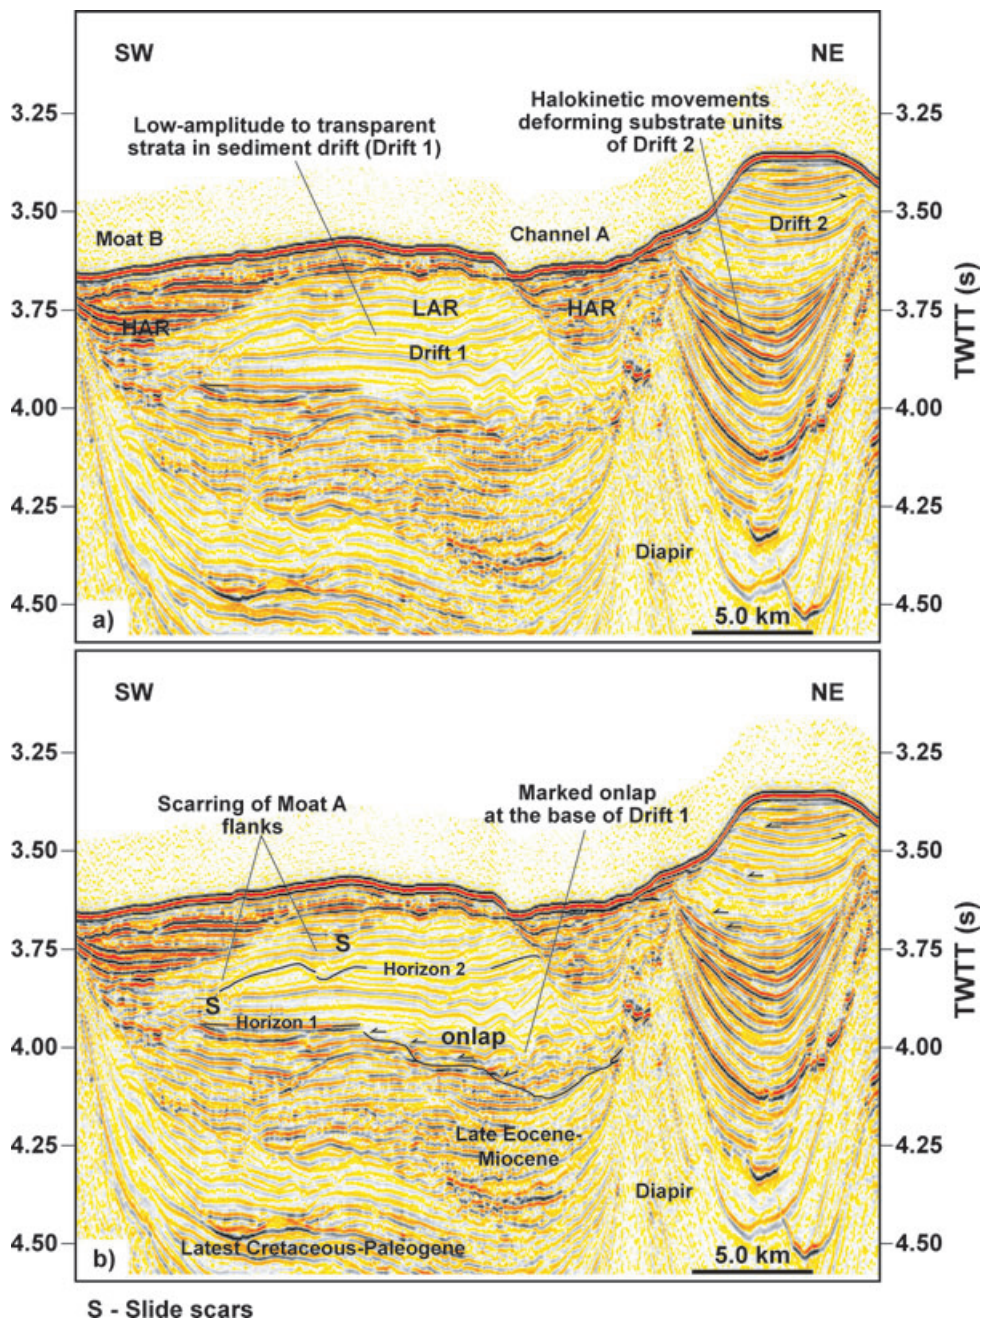 SW
NE
3.25
3.25
Low-amplitude to transparent
strata in sediment drift (Drift 1)
Halokinetic movements
deforming substrate units
of Drift 2
3.50
3.50
Moat B
Channel A
Drift 2
3.75
3.75
HAR
LAR
HAR
Drift 1
TWTT (s)
4.00
4.00
4.25
4.25
Diapir
4.50
4.50
a)
5.0 km
SW
NE
3.25
3.25
Scarring of Moat A
flanks
Marked onlap
at the base of Drift 1
3.50
3.50
3.75
3.75
S
Horizon 2
S
Horizon 1
onlap
TWTT (s)
4.00
4.00
Late Eocene-
Miocene
4.25
4.25
Diapir
4.50
4.50
Latest Cretaceous-Paleogene
b)
5.0 km
S - Slide scars